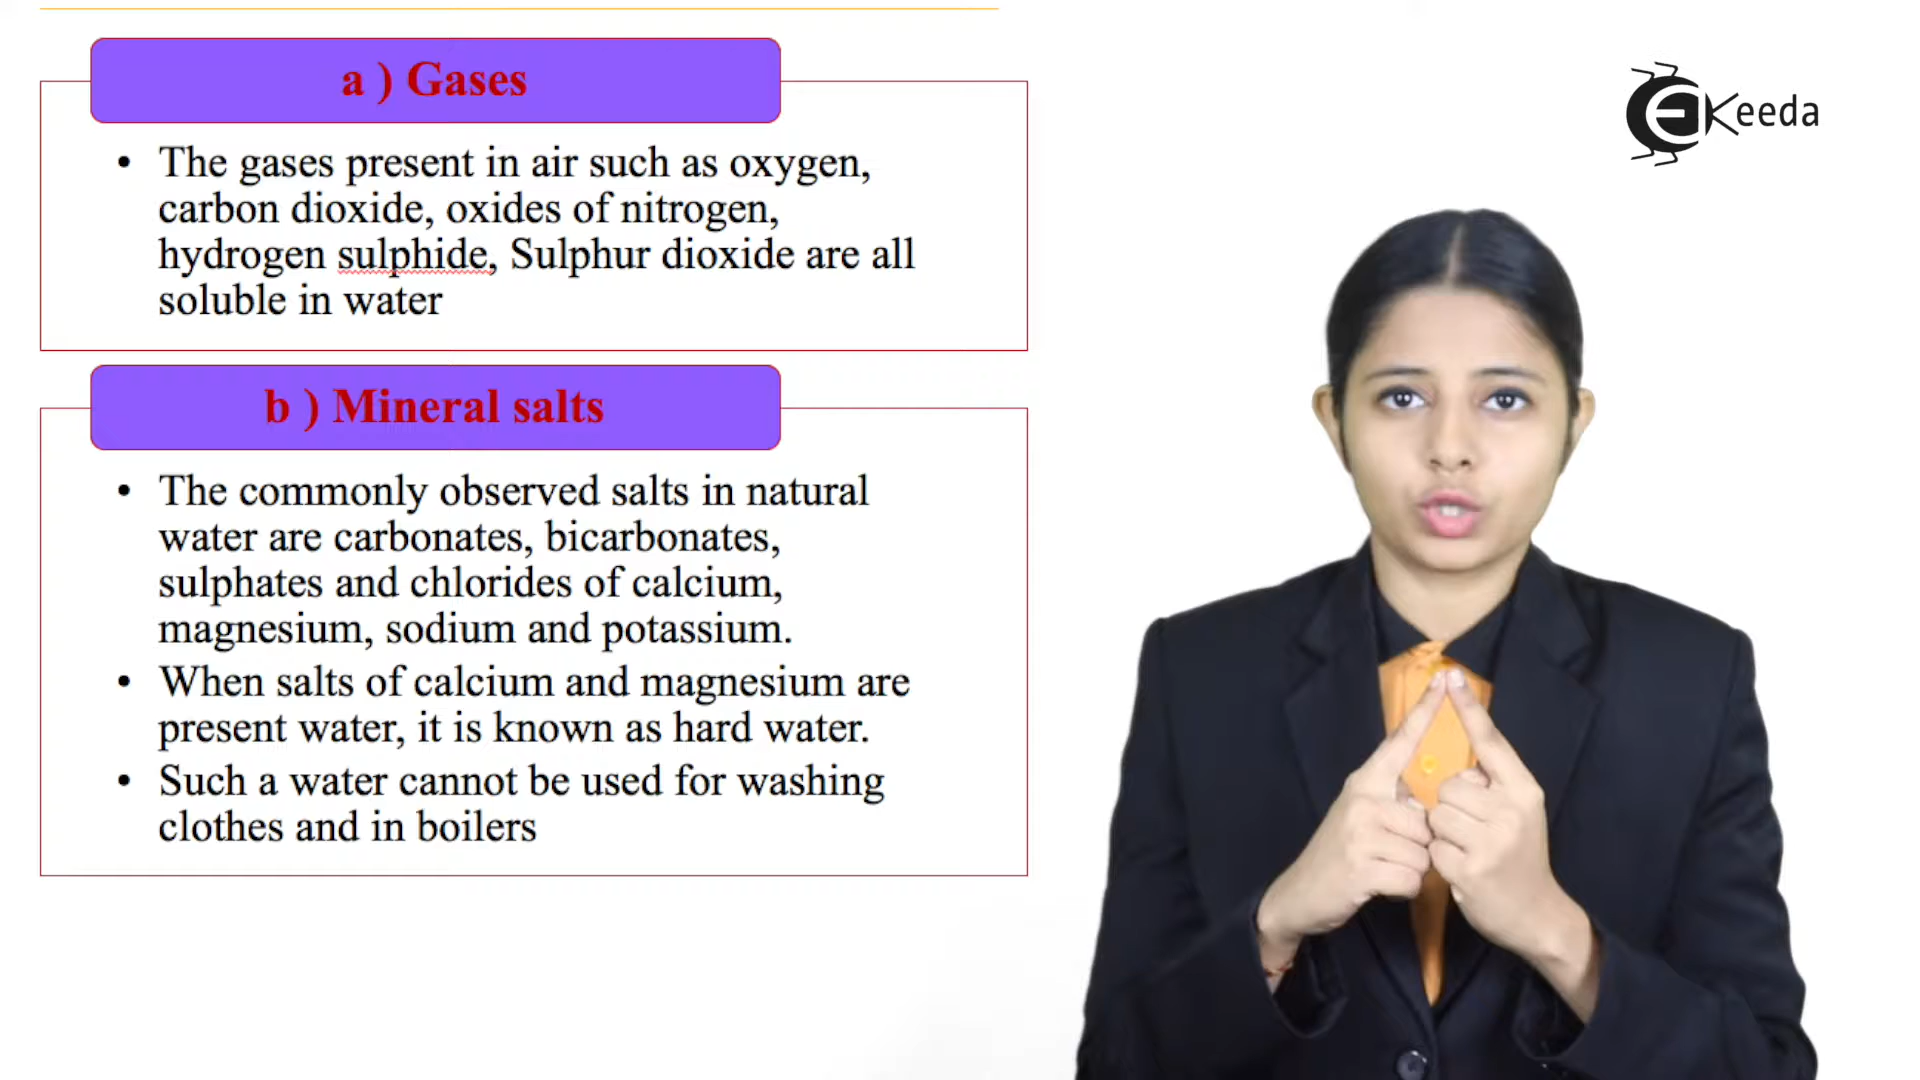 a ) Gases
• The gases present in air such as oxygen,
carbon dioxide, oxides of nitrogen,
hydrogen sulphide, Sulphur dioxide are all
soluble in water
b ) Mineral salts
• The commonly observed salts in natural
water are carbonates, bicarbonates,
sulphates and chlorides of calcium,
magnesium, sodium and potassium.
• When salts of calcium and magnesium are
present water, it is known as hard water.
• Such a water cannot be used for washing
clothes and in boilers
EKeeda